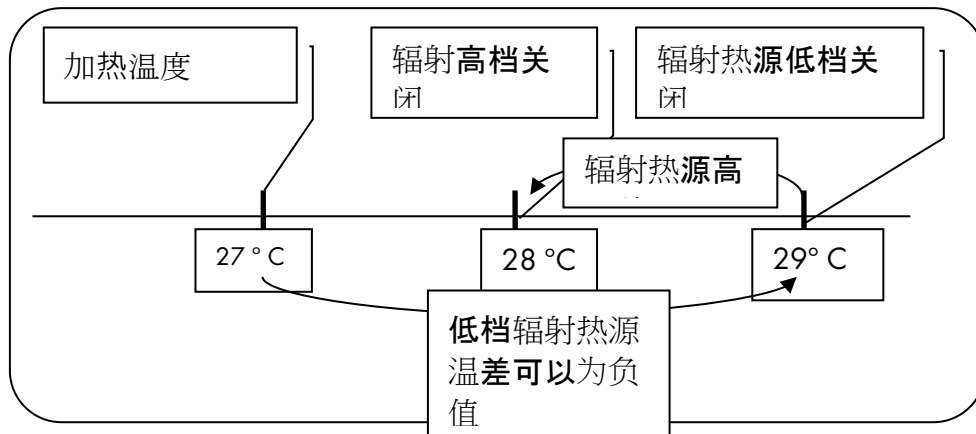 加热温度
辐射高档关
闭
辐射热源低档关
闭
辐射热源高
27 ° C
28 °C
29° C
低档辐射热源
温差可以为负
值